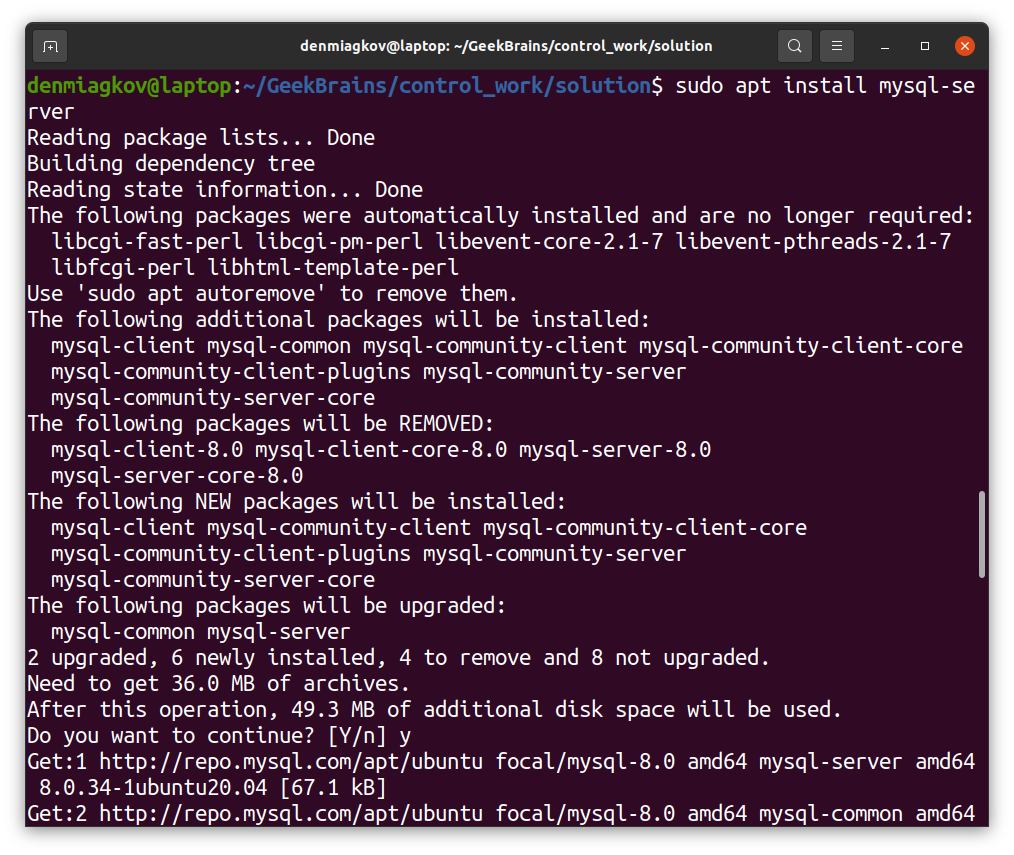 denmiagkov@laptop: ~/GeekBrains/control_work/solution
denmiagkov@laptop:~/GeekBrains/control_work/solution$ sudo apt install mysql-se
rver
Reading package lists... Done
Building dependency tree
Reading state information... Done
The following packages were automatically installed and are no longer required:
  libcgi-fast-perl libcgi-pm-perl libevent-core-2.1-7 libevent-pthreads-2.1-7
  libfcgi-perl libhtml-template-perl
Use 'sudo apt autoremove' to remove them.
The following additional packages will be installed:
  mysql-client mysql-common mysql-community-client mysql-community-client-core
  mysql-community-client-plugins mysql-community-server
  mysql-community-server-core
The following packages will be REMOVED:
  mysql-client-8.0 mysql-client-core-8.0 mysql-server-8.0
  mysql-server-core-8.0
The following NEW packages will be installed:
  mysql-client mysql-community-client mysql-community-client-core
  mysql-community-client-plugins mysql-community-server
  mysql-community-server-core
The following packages will be upgraded:
  mysql-common mysql-server
2 upgraded, 6 newly installed, 4 to remove and 8 not upgraded.
Need to get 36.0 MB of archives.
After this operation, 49.3 MB of additional disk space will be used.
Do you want to continue? [Y/n] y
Get:1 http://repo.mysql.com/apt/ubuntu focal/mysql-8.0 amd64 mysql-server amd64
 8.0.34-1ubuntu20.04 [67.1 kB]
Get:2 http://repo.mysql.com/apt/ubuntu focal/mysql-8.0 amd64 mysql-common amd64